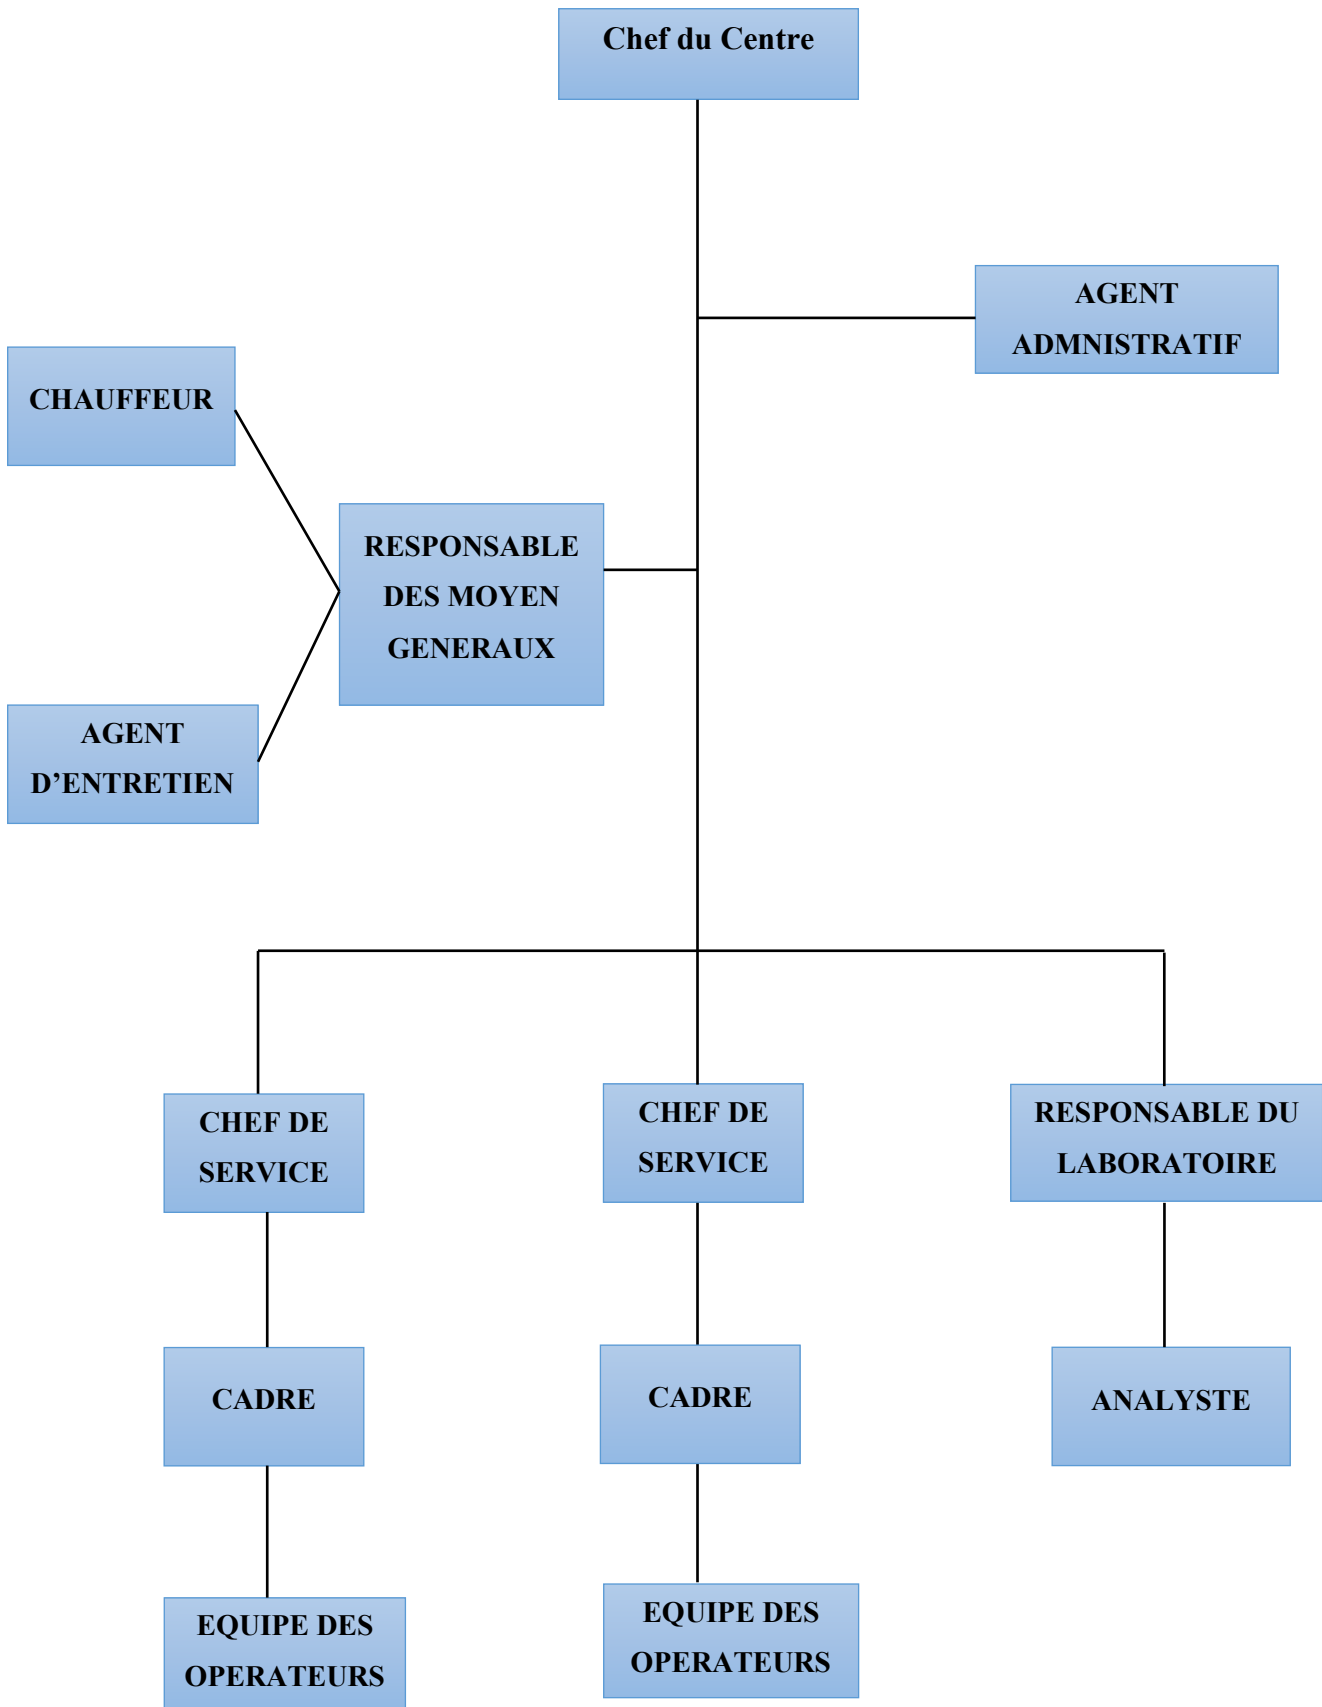 Chef du Centre
AGENT
ADMNISTRATIF
CHAUFFEUR
RESPONSABLE
DES MOYEN
GENERAUX
AGENT
D’ENTRETIEN
CHEF DE
SERVICE
CHEF DE
SERVICE
RESPONSABLE DU
LABORATOIRE
CADRE
CADRE
ANALYSTE
EQUIPE DES
OPERATEURS
EQUIPE DES
OPERATEURS